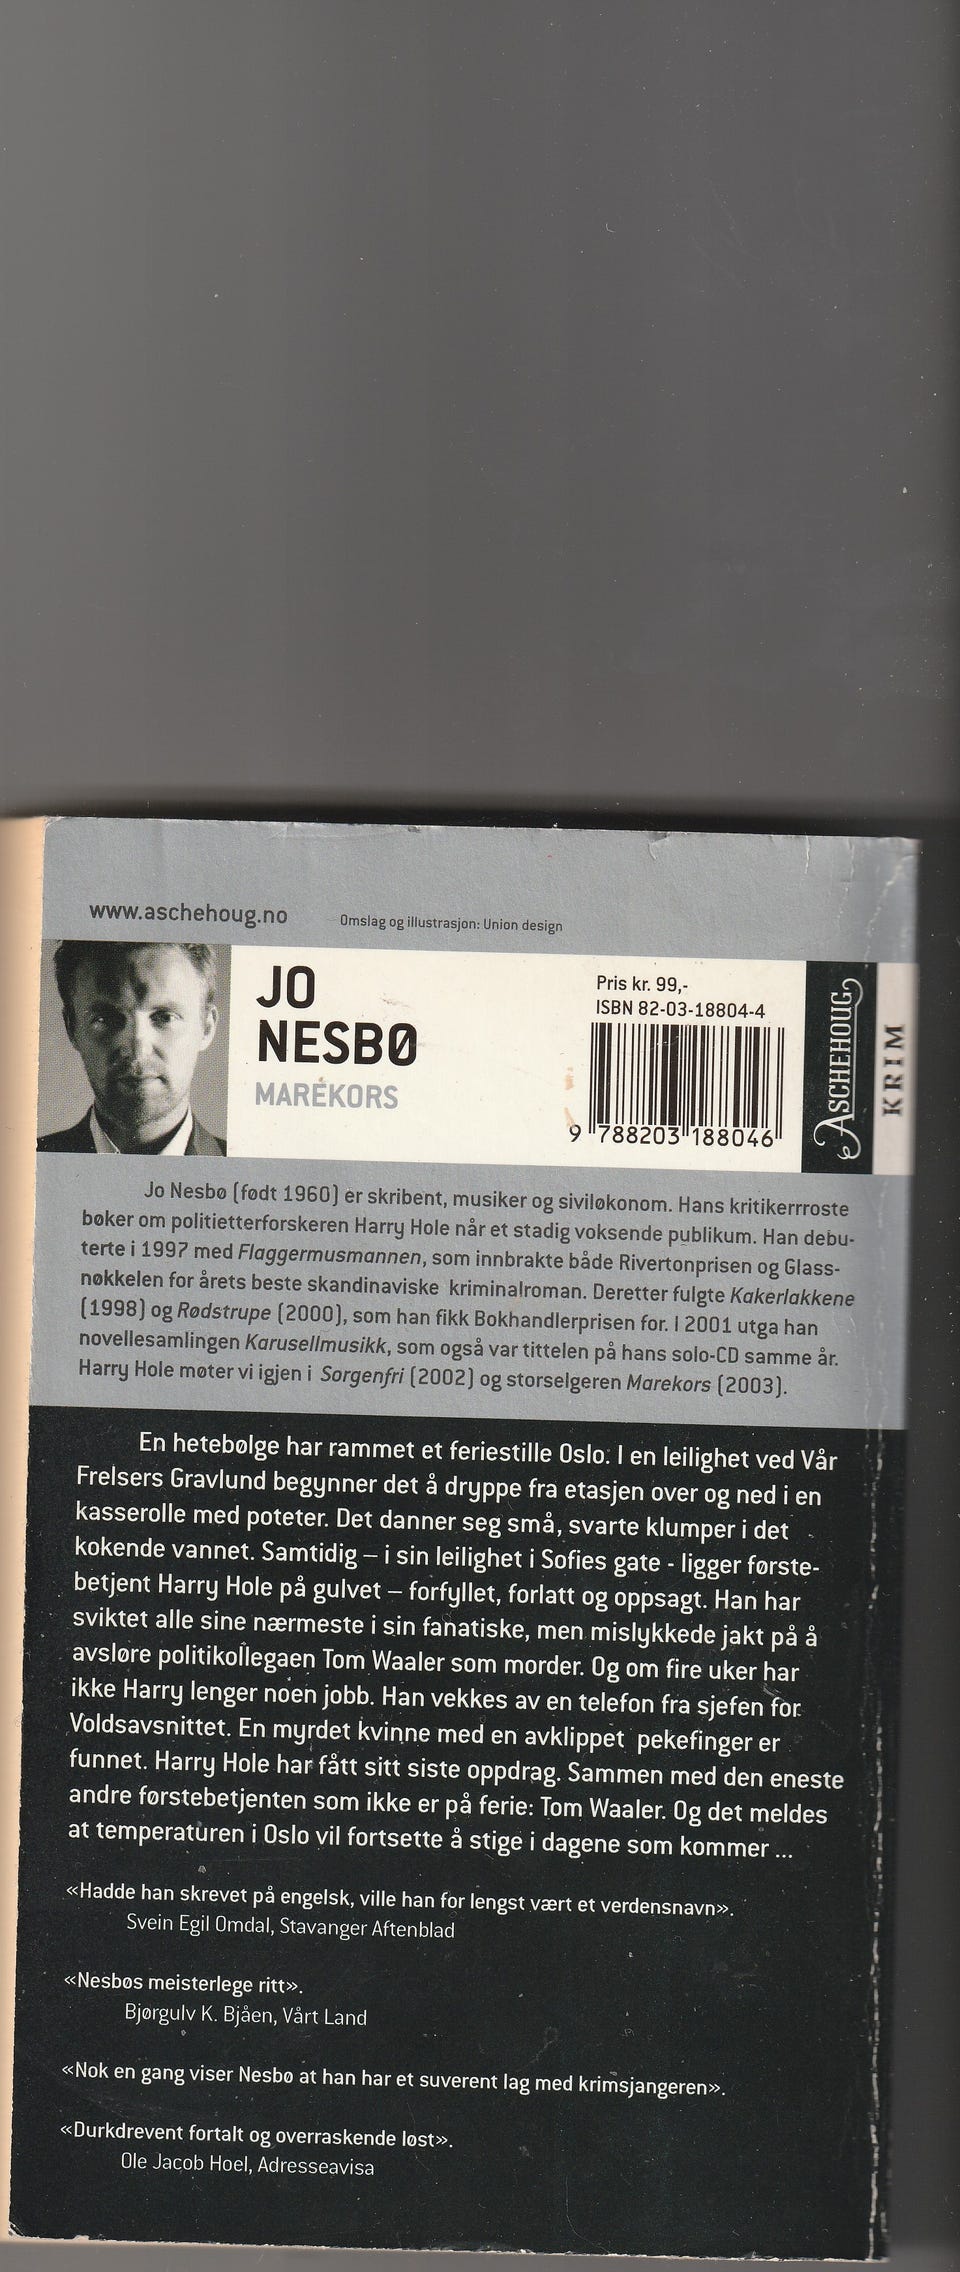 www.aschehoug.no
Omslag og illustrasjon: Union design
JO
NESBØ
MAREKORS
Pris kr. 99,-
ISBN 82-03-18804-4
9 788203 188046
ASCHEHOUG
KRIM
Jo Nesbø (født 1960) er skribent, musiker og siviløkonom. Hans kritikerrroste
bøker om politietterforskeren Harry Hole når et stadig voksende publikum. Han debu-
terte i 1997 med Flaggermusmannen, som innbrakte både Rivertonprisen og Glass-
nøkkelen for årets beste skandinaviske kriminalroman. Deretter fulgte Kakerlakkene
(1998) og Rødstrupe (2000), som han fikk Bokhandlerprisen for. I 2001 utga han
novellesamlingen Karusellmusikk, som også var tittelen på hans solo-CD samme år.
Harry Hole møter vi igjen i Sorgenfri (2002) og storselgeren Marekors (2003).
En hetebølge har rammet et feriestille Oslo. I en leilighet ved Vår
Frelsers Gravlund begynner det å dryppe fra etasjen over og ned i en
kasserolle med poteter. Det danner seg små, svarte klumper i det
kokende vannet. Samtidig – i sin leilighet i Sofies gate - ligger første-
betjent Harry Hole på gulvet – forfyllet, forlatt og oppsagt. Han har
sviktet alle sine nærmeste i sin fanatiske, men mislykkede jakt på å
avsløre politikollegaen Tom Waaler som morder. Og om fire uker har
ikke Harry lenger noen jobb. Han vekkes av en telefon fra sjefen for
Voldsavsnittet. En myrdet kvinne med en avklippet pekefinger er
funnet. Harry Hole har fått sitt siste oppdrag. Sammen med den eneste
andre førstebetjenten som ikke er på ferie: Tom Waaler. Og det meldes
at temperaturen i Oslo vil fortsette å stige i dagene som kommer ...
«Hadde han skrevet på engelsk, ville han for lengst vært et verdensnavn».
Svein Egil Omdal, Stavanger Aftenblad
«Nesbøs meisterlege ritt».
Bjørgulv K. Bjåen, Vårt Land
«Nok en gang viser Nesbø at han har et suverent lag med krimsjangeren».
«Durkdrevent fortalt og overraskende løst».
Ole Jacob Hoel, Adresseavisa